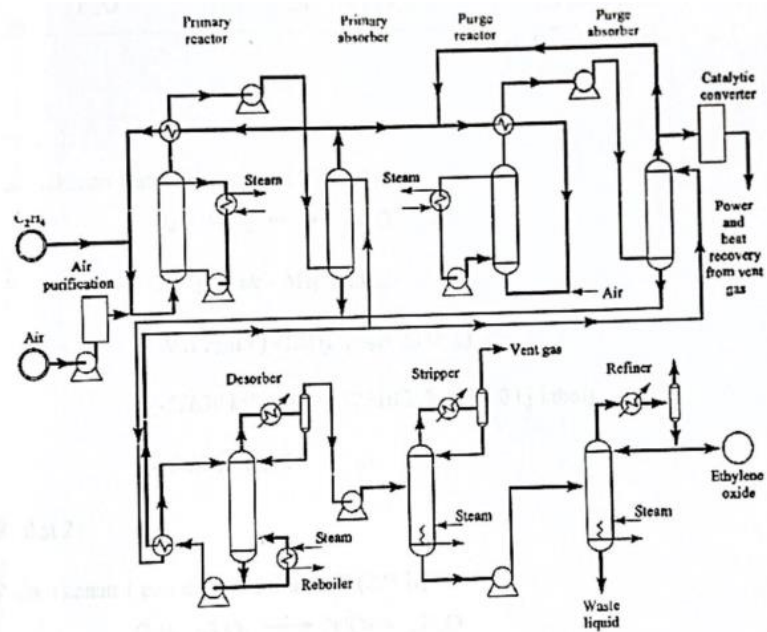 Primary
reactor
Primary
absorber
Purge
reactor
Purge
absorber
Catalytic
converter
Steam
Steam
C₂H₄
Air
purification
Power
and
heat
recovery
from vent
gas
Air
Air
Vent gas
Desorber
Stripper
Refiner
Ethylene
oxide
Steam
Steam
Steam
Reboiler
Waste
liquid